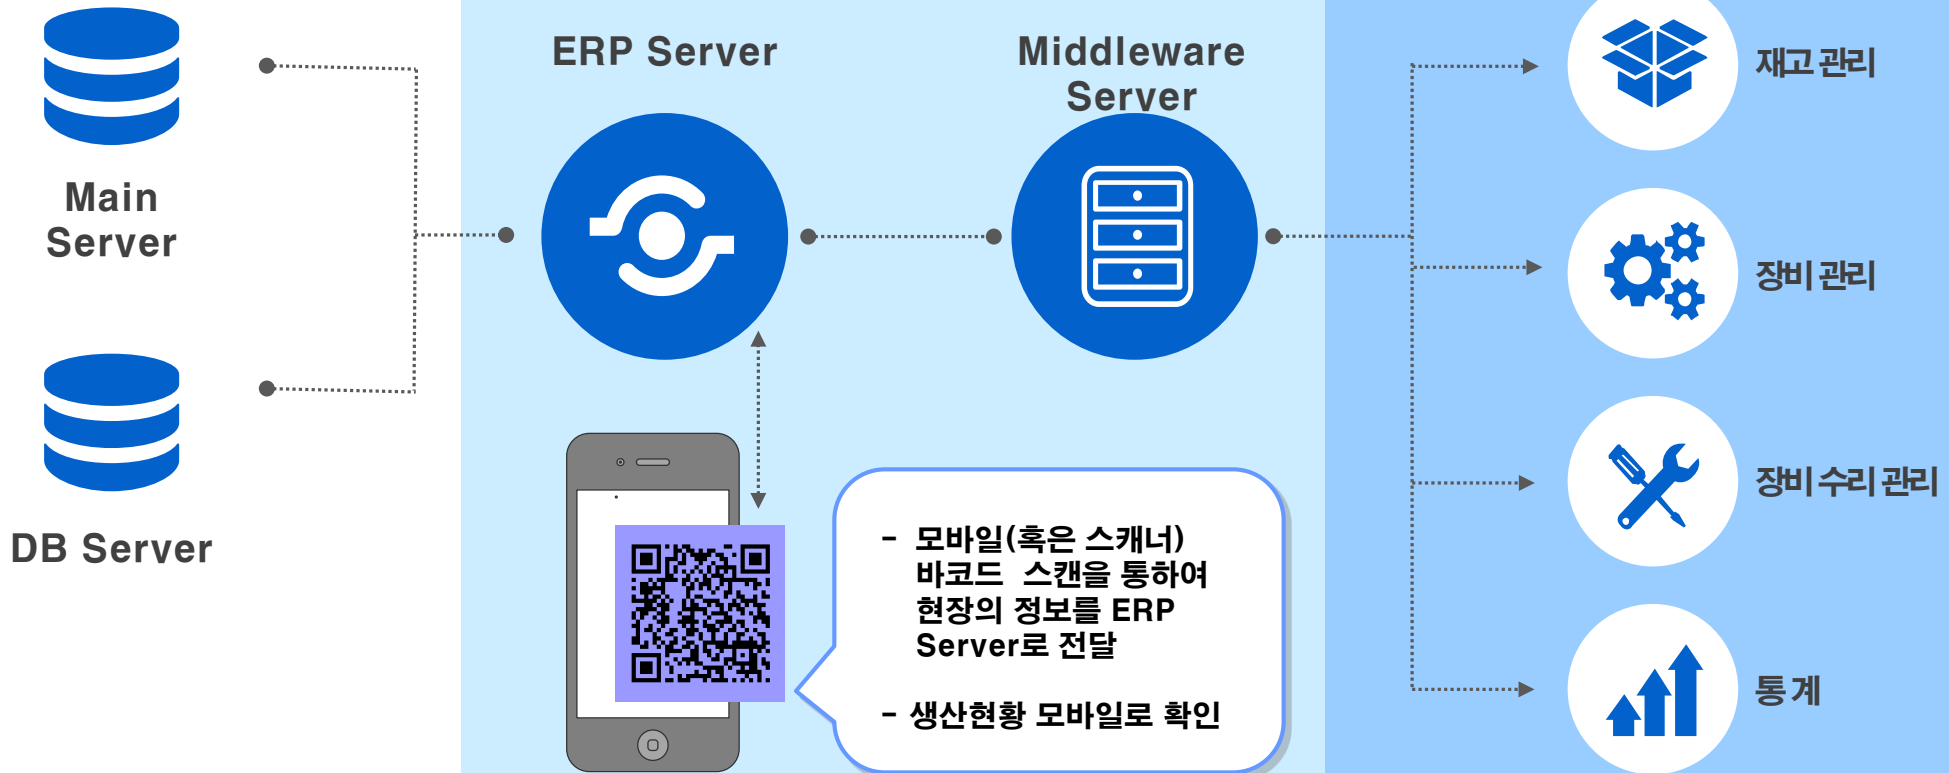 Main
Server
DB Server
ERP Server
Middleware
Server
- 모바일(혹은 스캐너)
바코드 스캔을 통하여
현장의 정보를 ERP
Server로 전달
- 생산현황 모바일로 확인
재고 관리
장비 관리
장비 수리 관리
통계